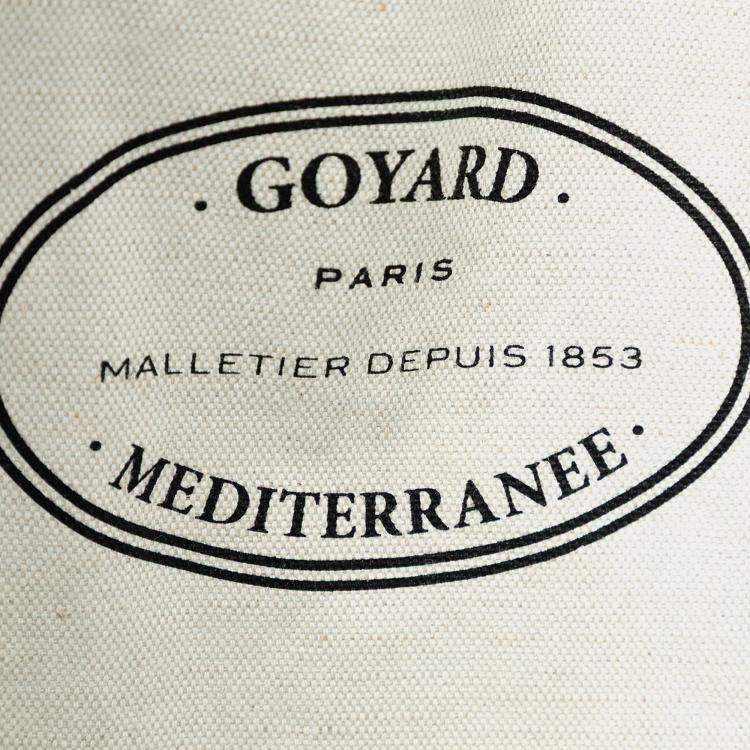 · GOYARD ·
PARIS
MALLETIER DEPUIS 1853
· MEDITERRANEE ·